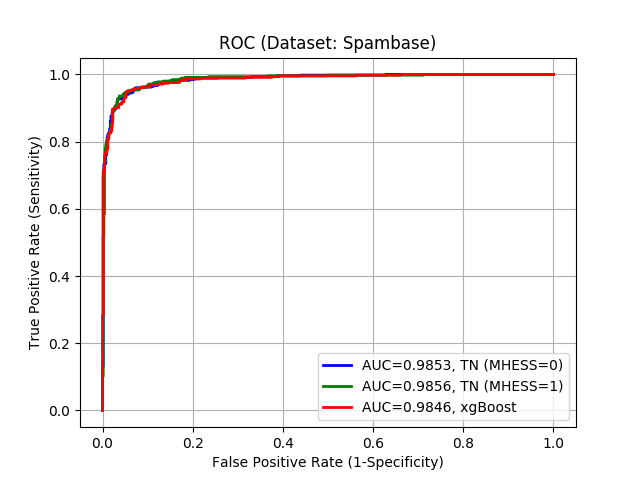 ROC (Dataset: Spambase)
True Positive Rate (Sensitivity)
1.0
0.8
0.6
0.4
0.2
0.0
AUC=0.9853, TN (MHESS=0)
AUC=0.9856, TN (MHESS=1)
AUC=0.9846, xgBoost
0.0 0.2 0.4 0.6 0.8 1.0
False Positive Rate (1-Specificity)